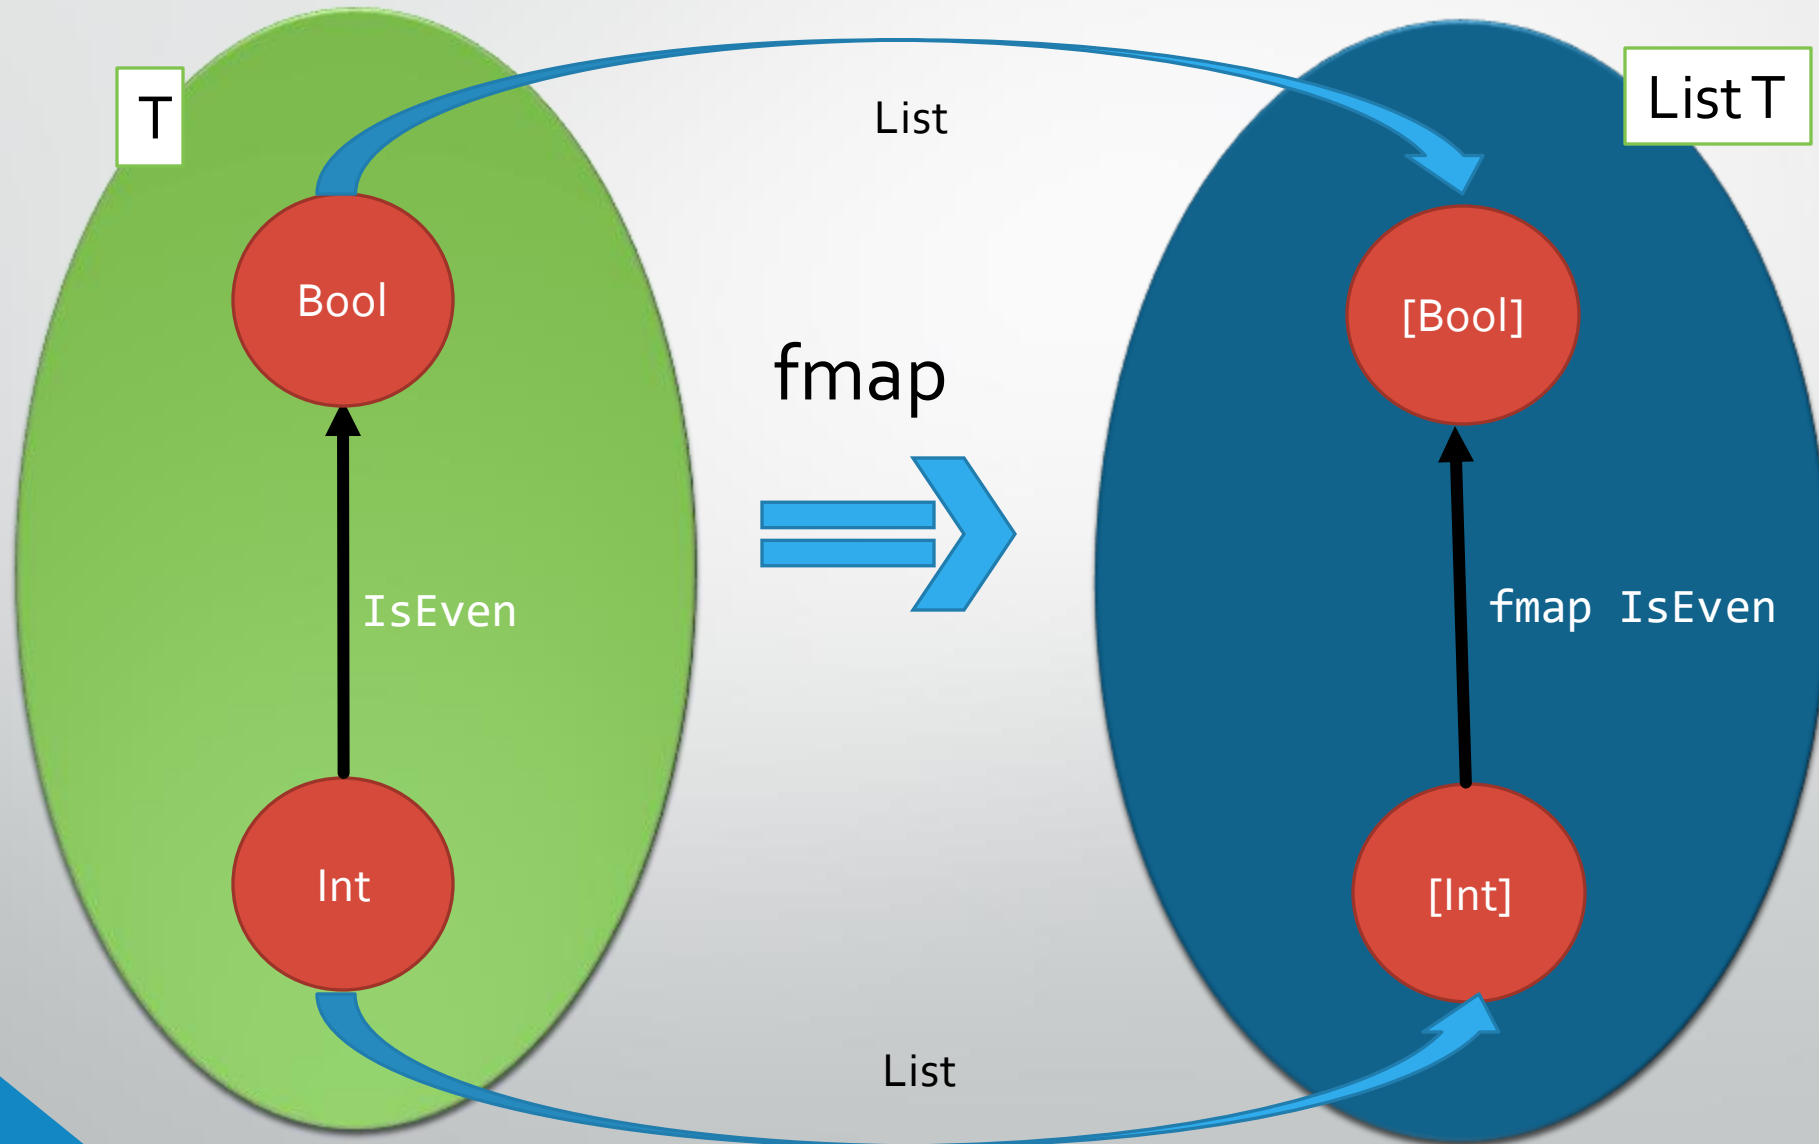 T
List
List T
Bool
[Bool]
fmap
IsEven
fmap IsEven
Int
[Int]
List